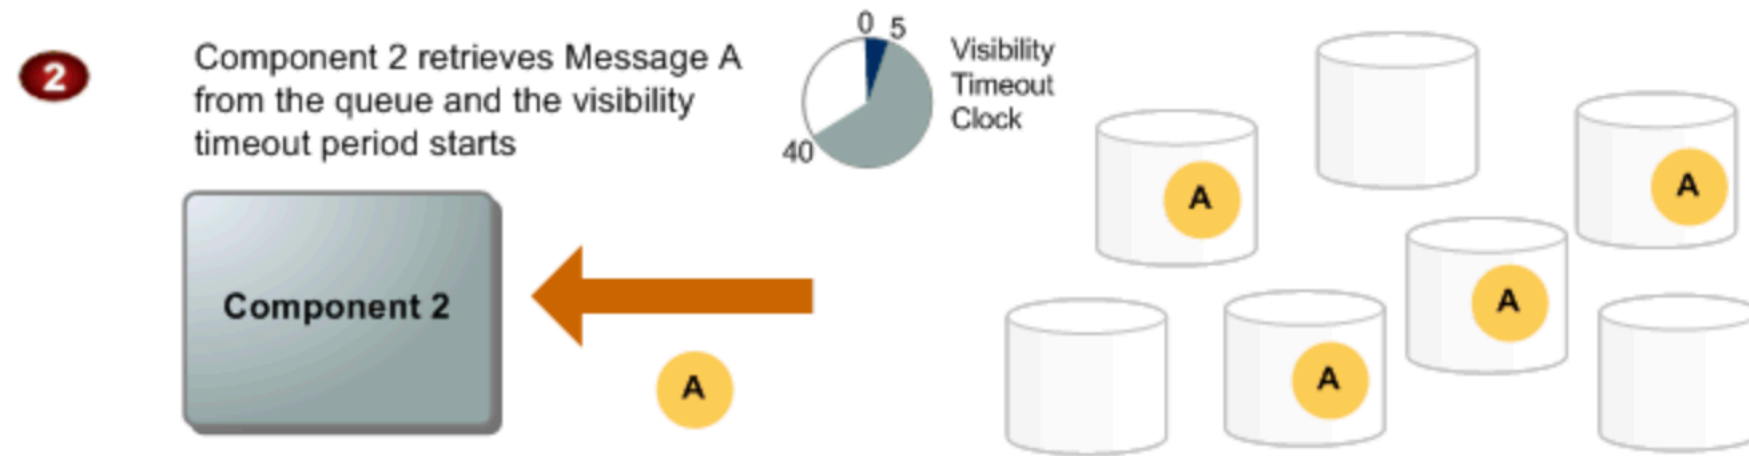 2
Component 2 retrieves Message A
from the queue and the visibility
timeout period starts
0 5
40
Visibility
Timeout
Clock
Component 2
A
A
A
A
A